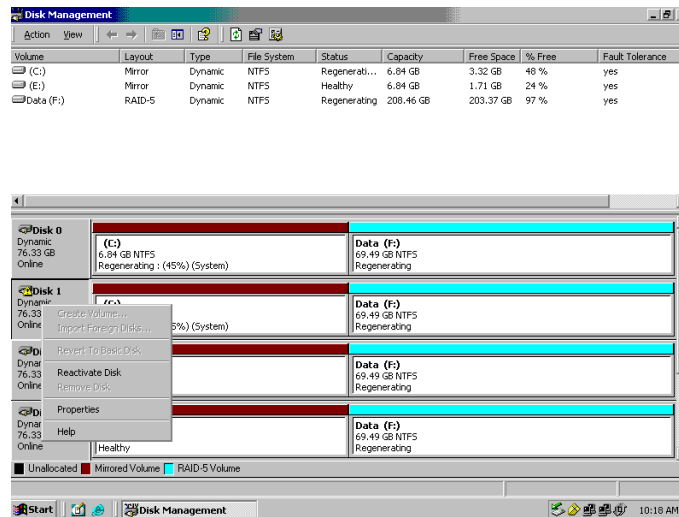 Disk Management
Action View
Volume Layout Type File System Status Capacity Free Space % Free Fault Tolerance
(C:) Mirror Dynamic NTFS Regenerati... 6.84 GB 3.32 GB 48 % yes
(E:) Mirror Dynamic NTFS Healthy 6.84 GB 1.71 GB 24 % yes
Data (F:) RAID-5 Dynamic NTFS Regenerating 208.46 GB 203.37 GB 97 % yes
Disk 0
Dynamic
76.33 GB
Online
(C:)
6.84 GB NTFS
Regenerating : (45%) (System)
Data (F:)
69.49 GB NTFS
Regenerating
Disk 1
Dynamic
76.33
Online
(C:)
5%) (System)
Data (F:)
69.49 GB NTFS
Regenerating
Create Volume...
Import Foreign Disks...
Revert To Basic Disk
Reactivate Disk
Remove Disk
Properties
Help
Di
Dynar
76.33
Online
Data (F:)
69.49 GB NTFS
Regenerating
Di
Dynar
76.33
Online
Healthy
Data (F:)
69.49 GB NTFS
Regenerating
Unallocated Mirrored Volume RAID-5 Volume
Start Disk Management 10:18 AM